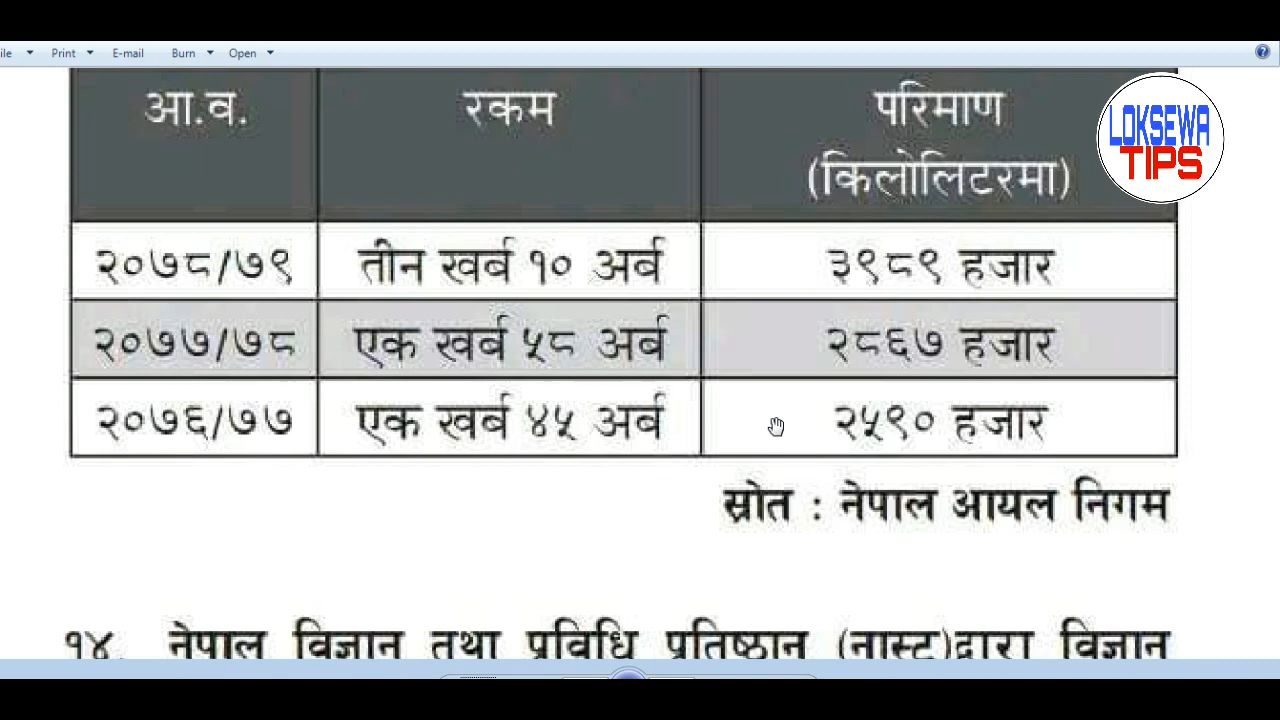 ile Print E-mail Burn Open
आ.व. रकम परिमाण
(किलोलिटरमा)
LOKSEWA
TIPS
२०७८/७९ तीन खर्ब १० अर्ब ३९८९ हजार
२०७७/७८ एक खर्ब ५८ अर्ब २८६७ हजार
२०७६/७७ एक खर्ब ४५ अर्ब २५९० हजार
स्रोत : नेपाल आयल निगम
१४. नेपाल विज्ञान तथा प्रविधि प्रतिष्ठान (नास्ट)द्वारा विज्ञान